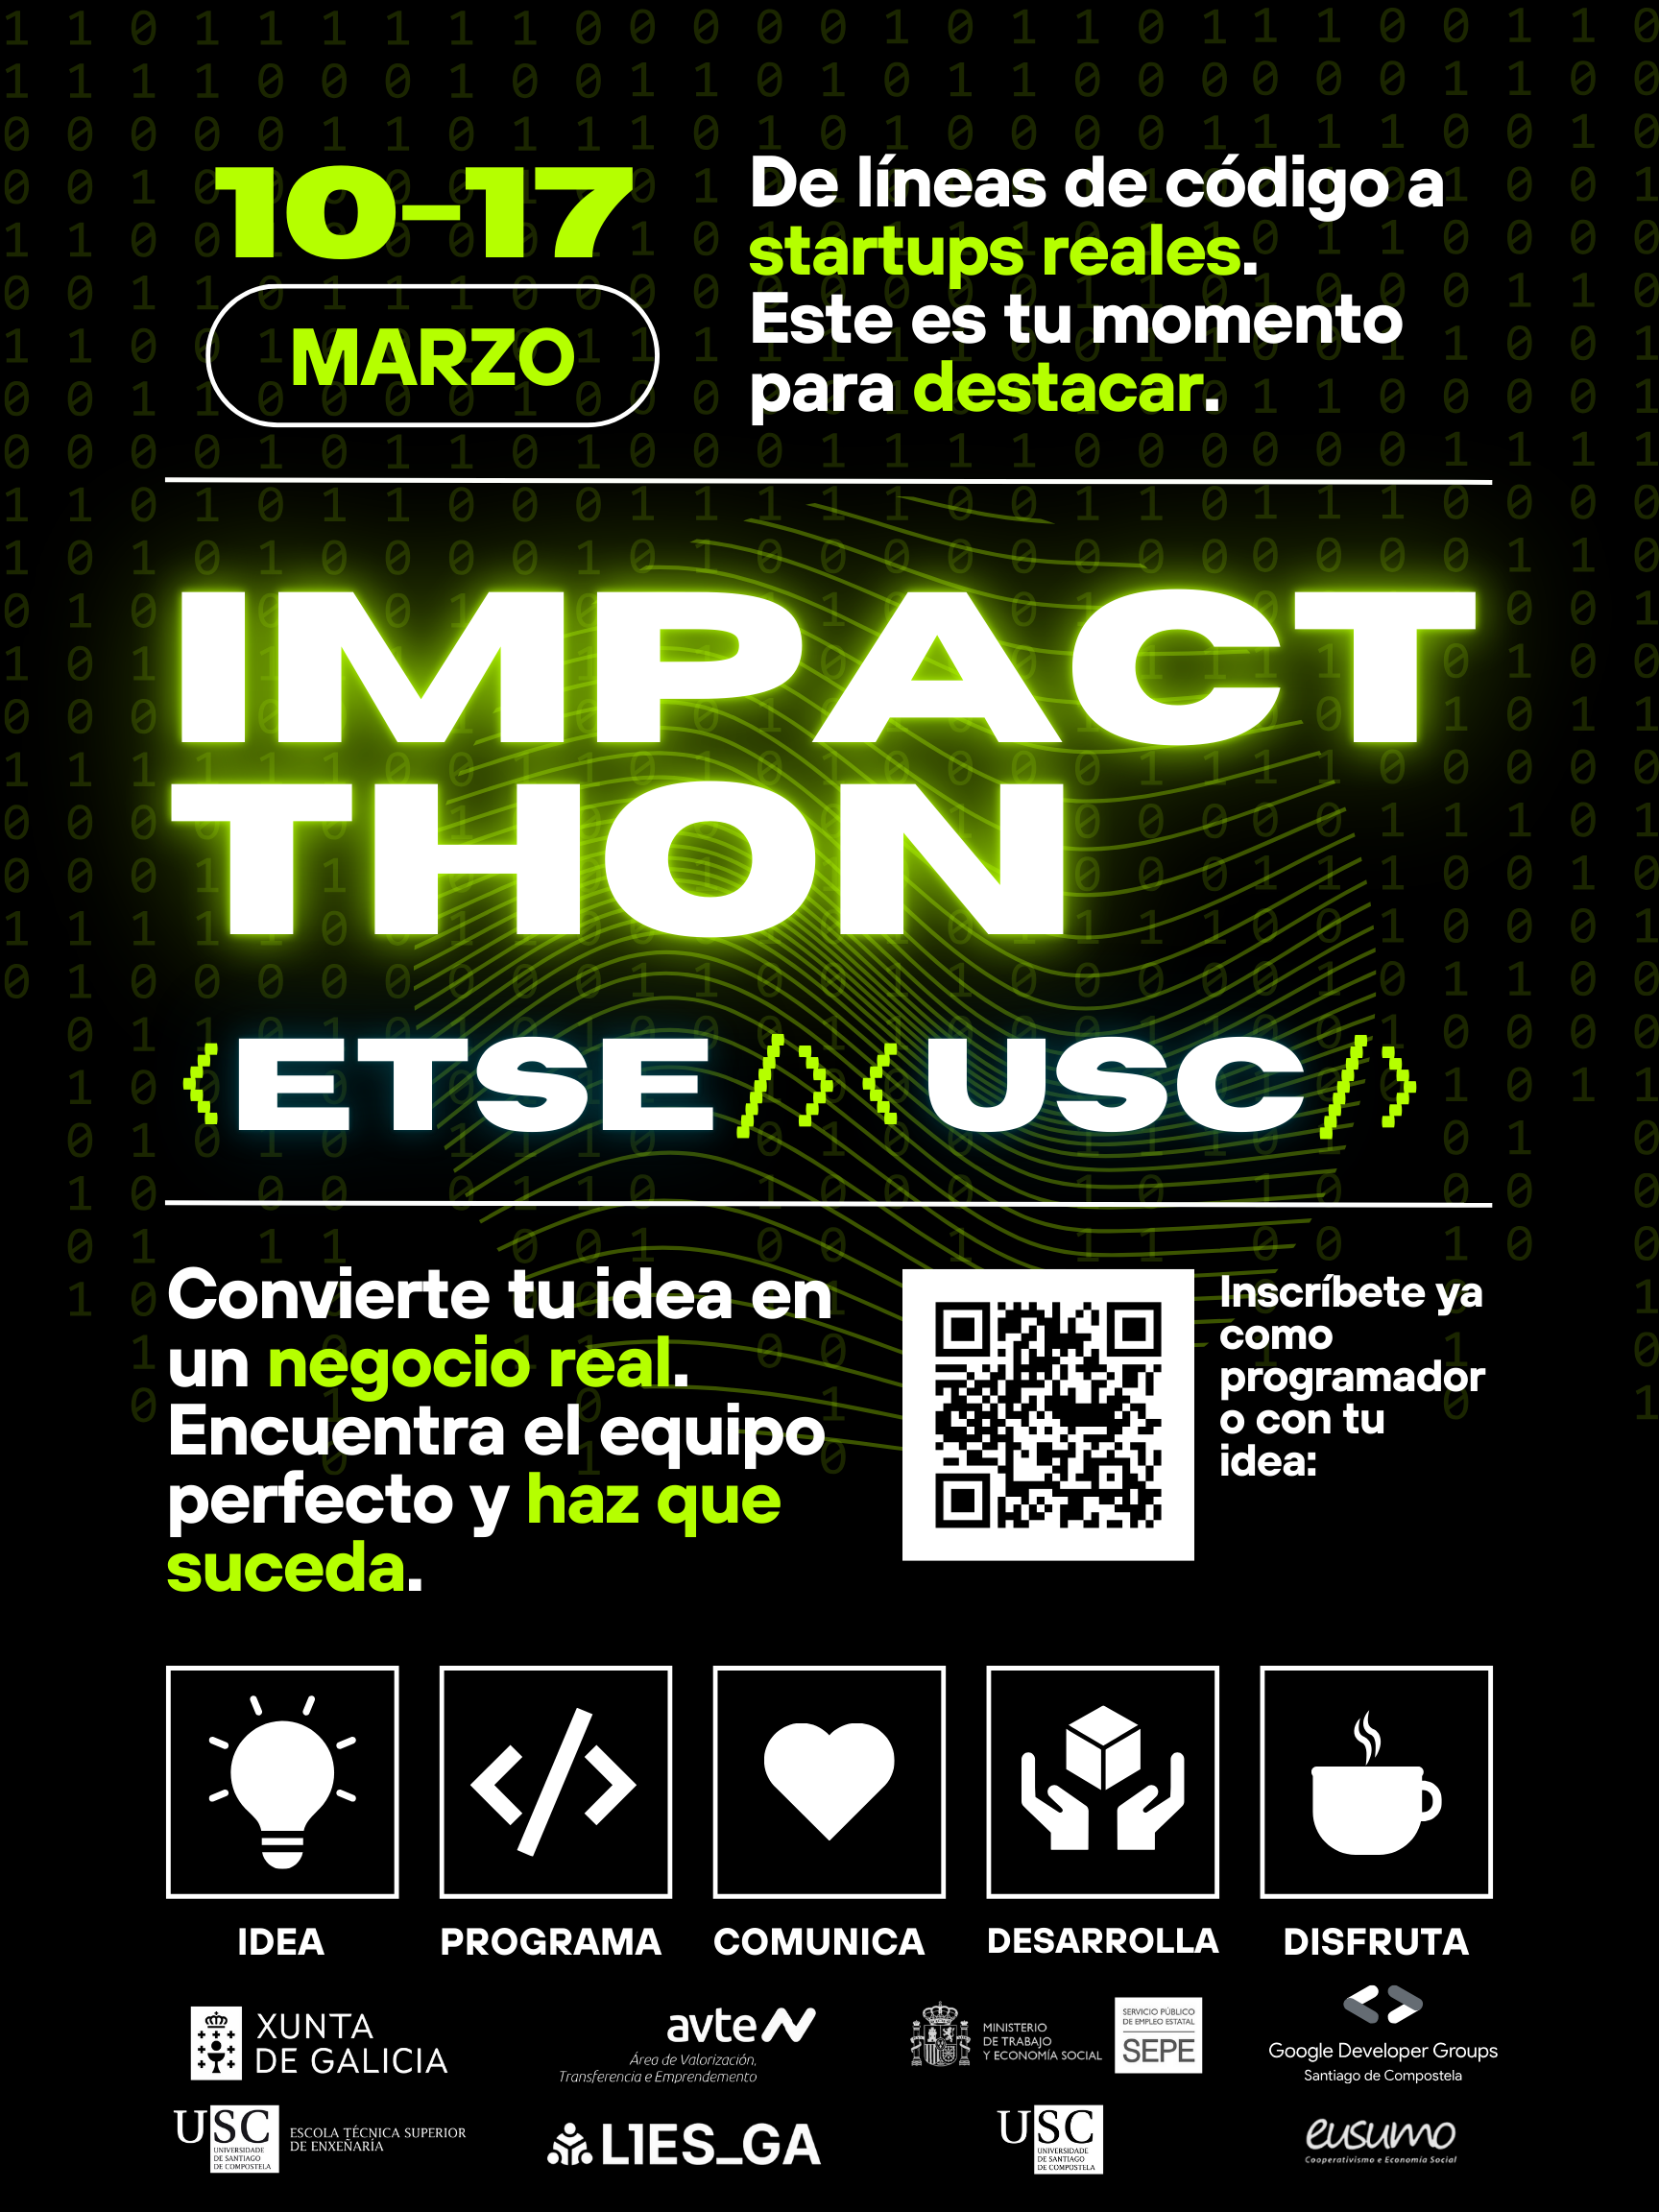 10-17
MARZO
De líneas de código a
startups reales.
Este es tu momento
para destacar.
IMPACT
THON
<ETSE/><USC/>
Convierte tu idea en
un negocio real.
Encuentra el equipo
perfecto y haz que
suceda.
Inscríbete ya
como
programador
o con tu
idea:
IDEA
PROGRAMA
COMUNICA
DESARROLLA
DISFRUTA
XUNTA
DE GALICIA
avte
Área de Valorización,
Transferencia e Emprendemento
MINISTERIO
DE TRABAJO
Y ECONOMÍA SOCIAL
SERVICIO PÚBLICO
DE EMPLEO ESTATAL
SEPE
Google Developer Groups
Santiago de Compostela
USC
UNIVERSIDADE
DE SANTIAGO
DE COMPOSTELA
ESCOLA TÉCNICA SUPERIOR
DE ENXEÑARÍA
L1ES_GA
USC
UNIVERSIDADE
DE SANTIAGO
DE COMPOSTELA
eusumo
Cooperativismo e Economía Social